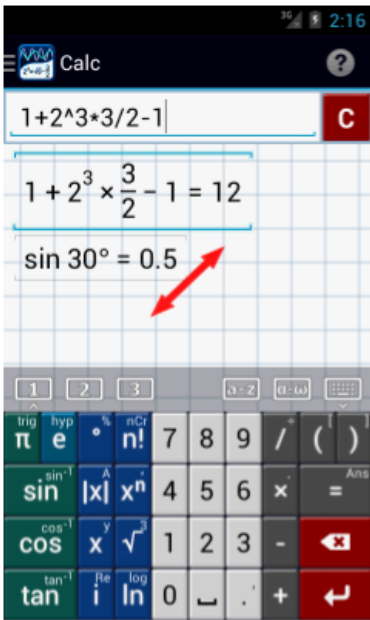 3G 2:16
Calc ?
1+2^3*3/2-1 C
1 + 2³ × 3/2 − 1 = 12
sin 30° = 0.5
1 2 3 a-z α-ω
trig hyp % nCr ÷ [ ]
π e ° n! 7 8 9 / ( )
sin⁻¹ A Ans
sin |x| xⁿ 4 5 6 × =
cos⁻¹ y 3
cos x √ 1 2 3 -
tan⁻¹ Re log
tan i ln 0 . +